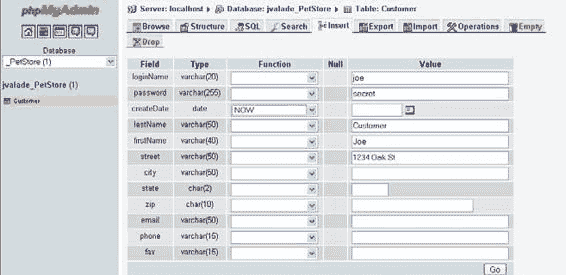 phpMyAdmin
Server: localhost Database: jvalade_PetStore Table: Customer
Browse Structure SQL Search Insert Export Import Operations Empty
Drop
Database
_PetStore (1)
jvalade_PetStore (1)
Customer
Field Type Function Null Value
loginName varchar(20) joe
password varchar(255) secret
createDate date NOW
lastName varchar(50) Customer
firstName varchar(40) Joe
street varchar(50) 1234 Oak St
city varchar(50)
state char(2)
zip char(10)
email varchar(50)
phone varchar(15)
fax varchar(15)
Go